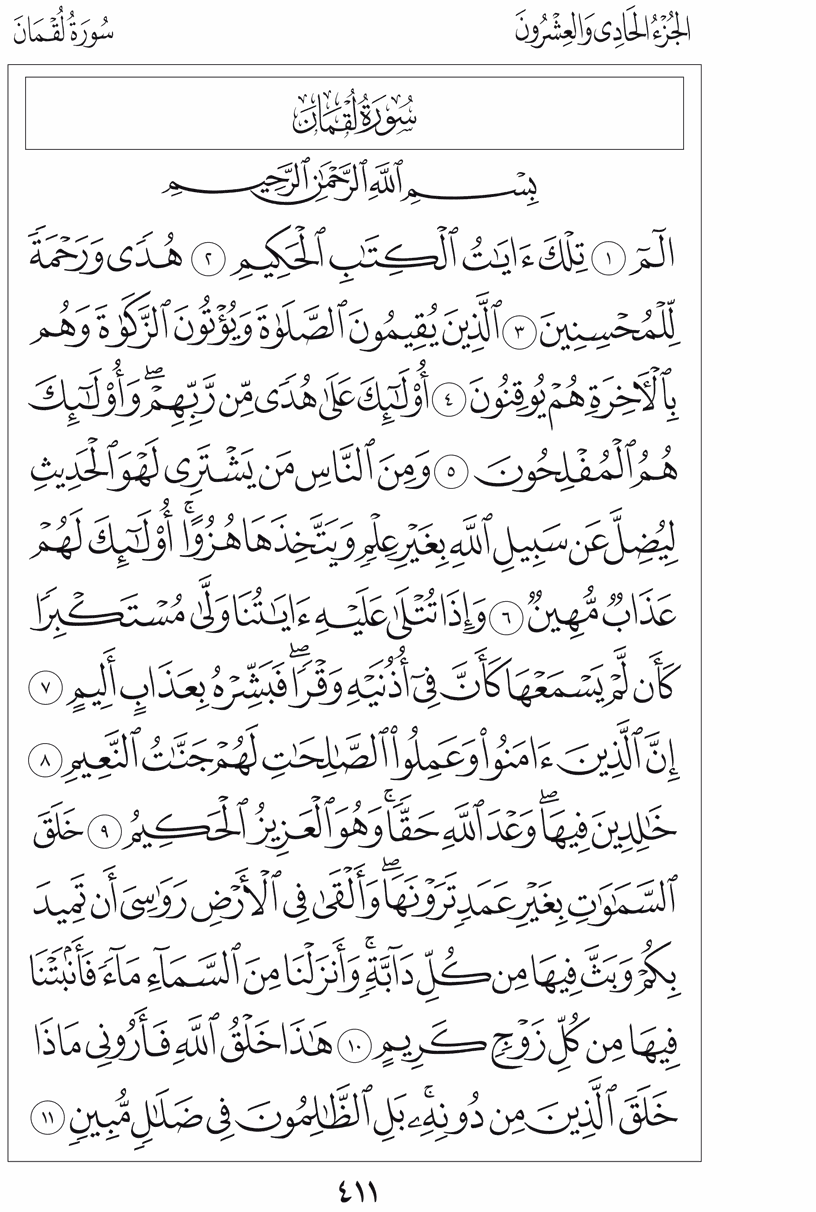 الجُزْءُ الحَادِي وَالعِشْرُونَ سُورَةُ لُقْمَانَ
سُورَةُ لُقْمَانَ
بِسْمِ ٱللَّهِ ٱلرَّحْمَٰنِ ٱلرَّحِيمِ
الٓمٓ ١ تِلْكَ ءَايَٰتُ ٱلْكِتَٰبِ ٱلْحَكِيمِ ٢ هُدًى وَرَحْمَةً
لِّلْمُحْسِنِينَ ٣ ٱلَّذِينَ يُقِيمُونَ ٱلصَّلَوٰةَ وَيُؤْتُونَ ٱلزَّكَوٰةَ وَهُم
بِٱلْأٓخِرَةِ هُمْ يُوقِنُونَ ٤ أُوْلَٰٓئِكَ عَلَىٰ هُدًى مِّن رَّبِّهِمْۖ وَأُوْلَٰٓئِكَ
هُمُ ٱلْمُفْلِحُونَ ٥ وَمِنَ ٱلنَّاسِ مَن يَشْتَرِي لَهْوَ ٱلْحَدِيثِ
لِيُضِلَّ عَن سَبِيلِ ٱللَّهِ بِغَيْرِ عِلْمٍ وَيَتَّخِذَهَا هُزُوًاۚ أُوْلَٰٓئِكَ لَهُمْ
عَذَابٌ مُّهِينٌ ٦ وَإِذَا تُتْلَىٰ عَلَيْهِ ءَايَٰتُنَا وَلَّىٰ مُسْتَكْبِرًا
كَأَن لَّمْ يَسْمَعْهَا كَأَنَّ فِيٓ أُذُنَيْهِ وَقْرًاۖ فَبَشِّرْهُ بِعَذَابٍ أَلِيمٍ ٧
إِنَّ ٱلَّذِينَ ءَامَنُواْ وَعَمِلُواْ ٱلصَّٰلِحَٰتِ لَهُمْ جَنَّٰتُ ٱلنَّعِيمِ ٨
خَٰلِدِينَ فِيهَاۖ وَعْدَ ٱللَّهِ حَقًّاۚ وَهُوَ ٱلْعَزِيزُ ٱلْحَكِيمُ ٩ خَلَقَ
ٱلسَّمَٰوَٰتِ بِغَيْرِ عَمَدٍ تَرَوْنَهَاۖ وَأَلْقَىٰ فِي ٱلْأَرْضِ رَوَٰسِيَ أَن تَمِيدَ
بِكُمْ وَبَثَّ فِيهَا مِن كُلِّ دَآبَّةٍۚ وَأَنزَلْنَا مِنَ ٱلسَّمَآءِ مَآءً فَأَنۢبَتْنَا
فِيهَا مِن كُلِّ زَوْجٍ كَرِيمٍ ١٠ هَٰذَا خَلْقُ ٱللَّهِ فَأَرُونِي مَاذَا
خَلَقَ ٱلَّذِينَ مِن دُونِهِۦۚ بَلِ ٱلظَّٰلِمُونَ فِي ضَلَٰلٍ مُّبِينٍ ١١
٤١١